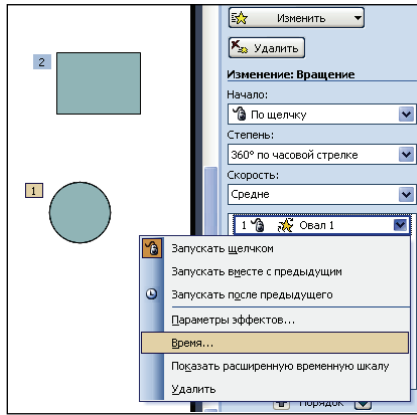 Изменить
Удалить
Изменение: Вращение
Начало:
По щелчку
Степень:
360° по часовой стрелке
Скорость:
Средне
2
1
1 Овал 1
Запускать щелчком
Запускать вместе с предыдущим
Запускать после предыдущего
Параметры эффектов...
Время...
Показать расширенную временную шкалу
Удалить
Порядок